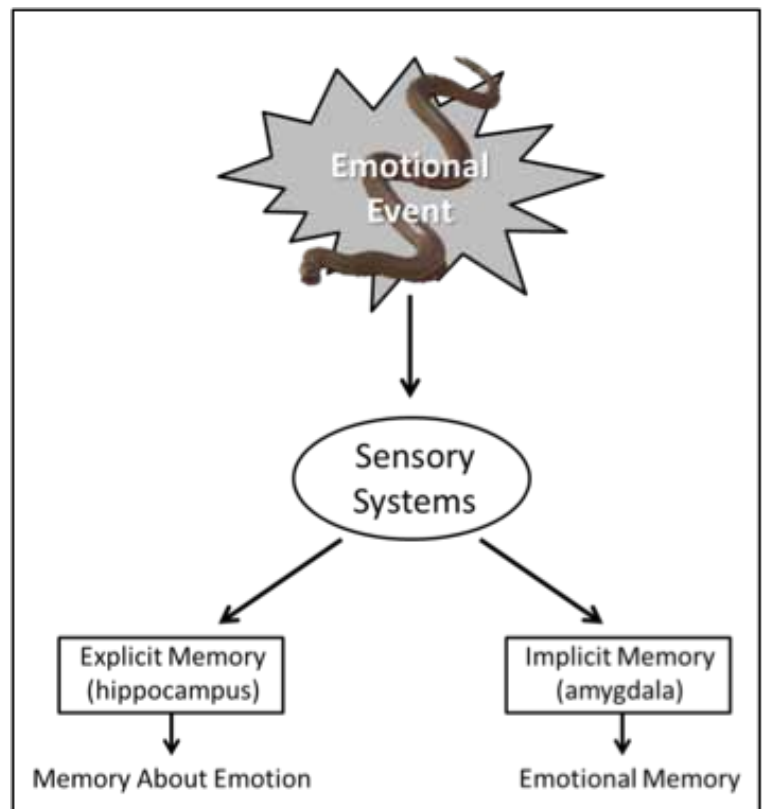 Emotional
Event
Sensory
Systems
Explicit Memory
(hippocampus)
Implicit Memory
(amygdala)
Memory About Emotion
Emotional Memory